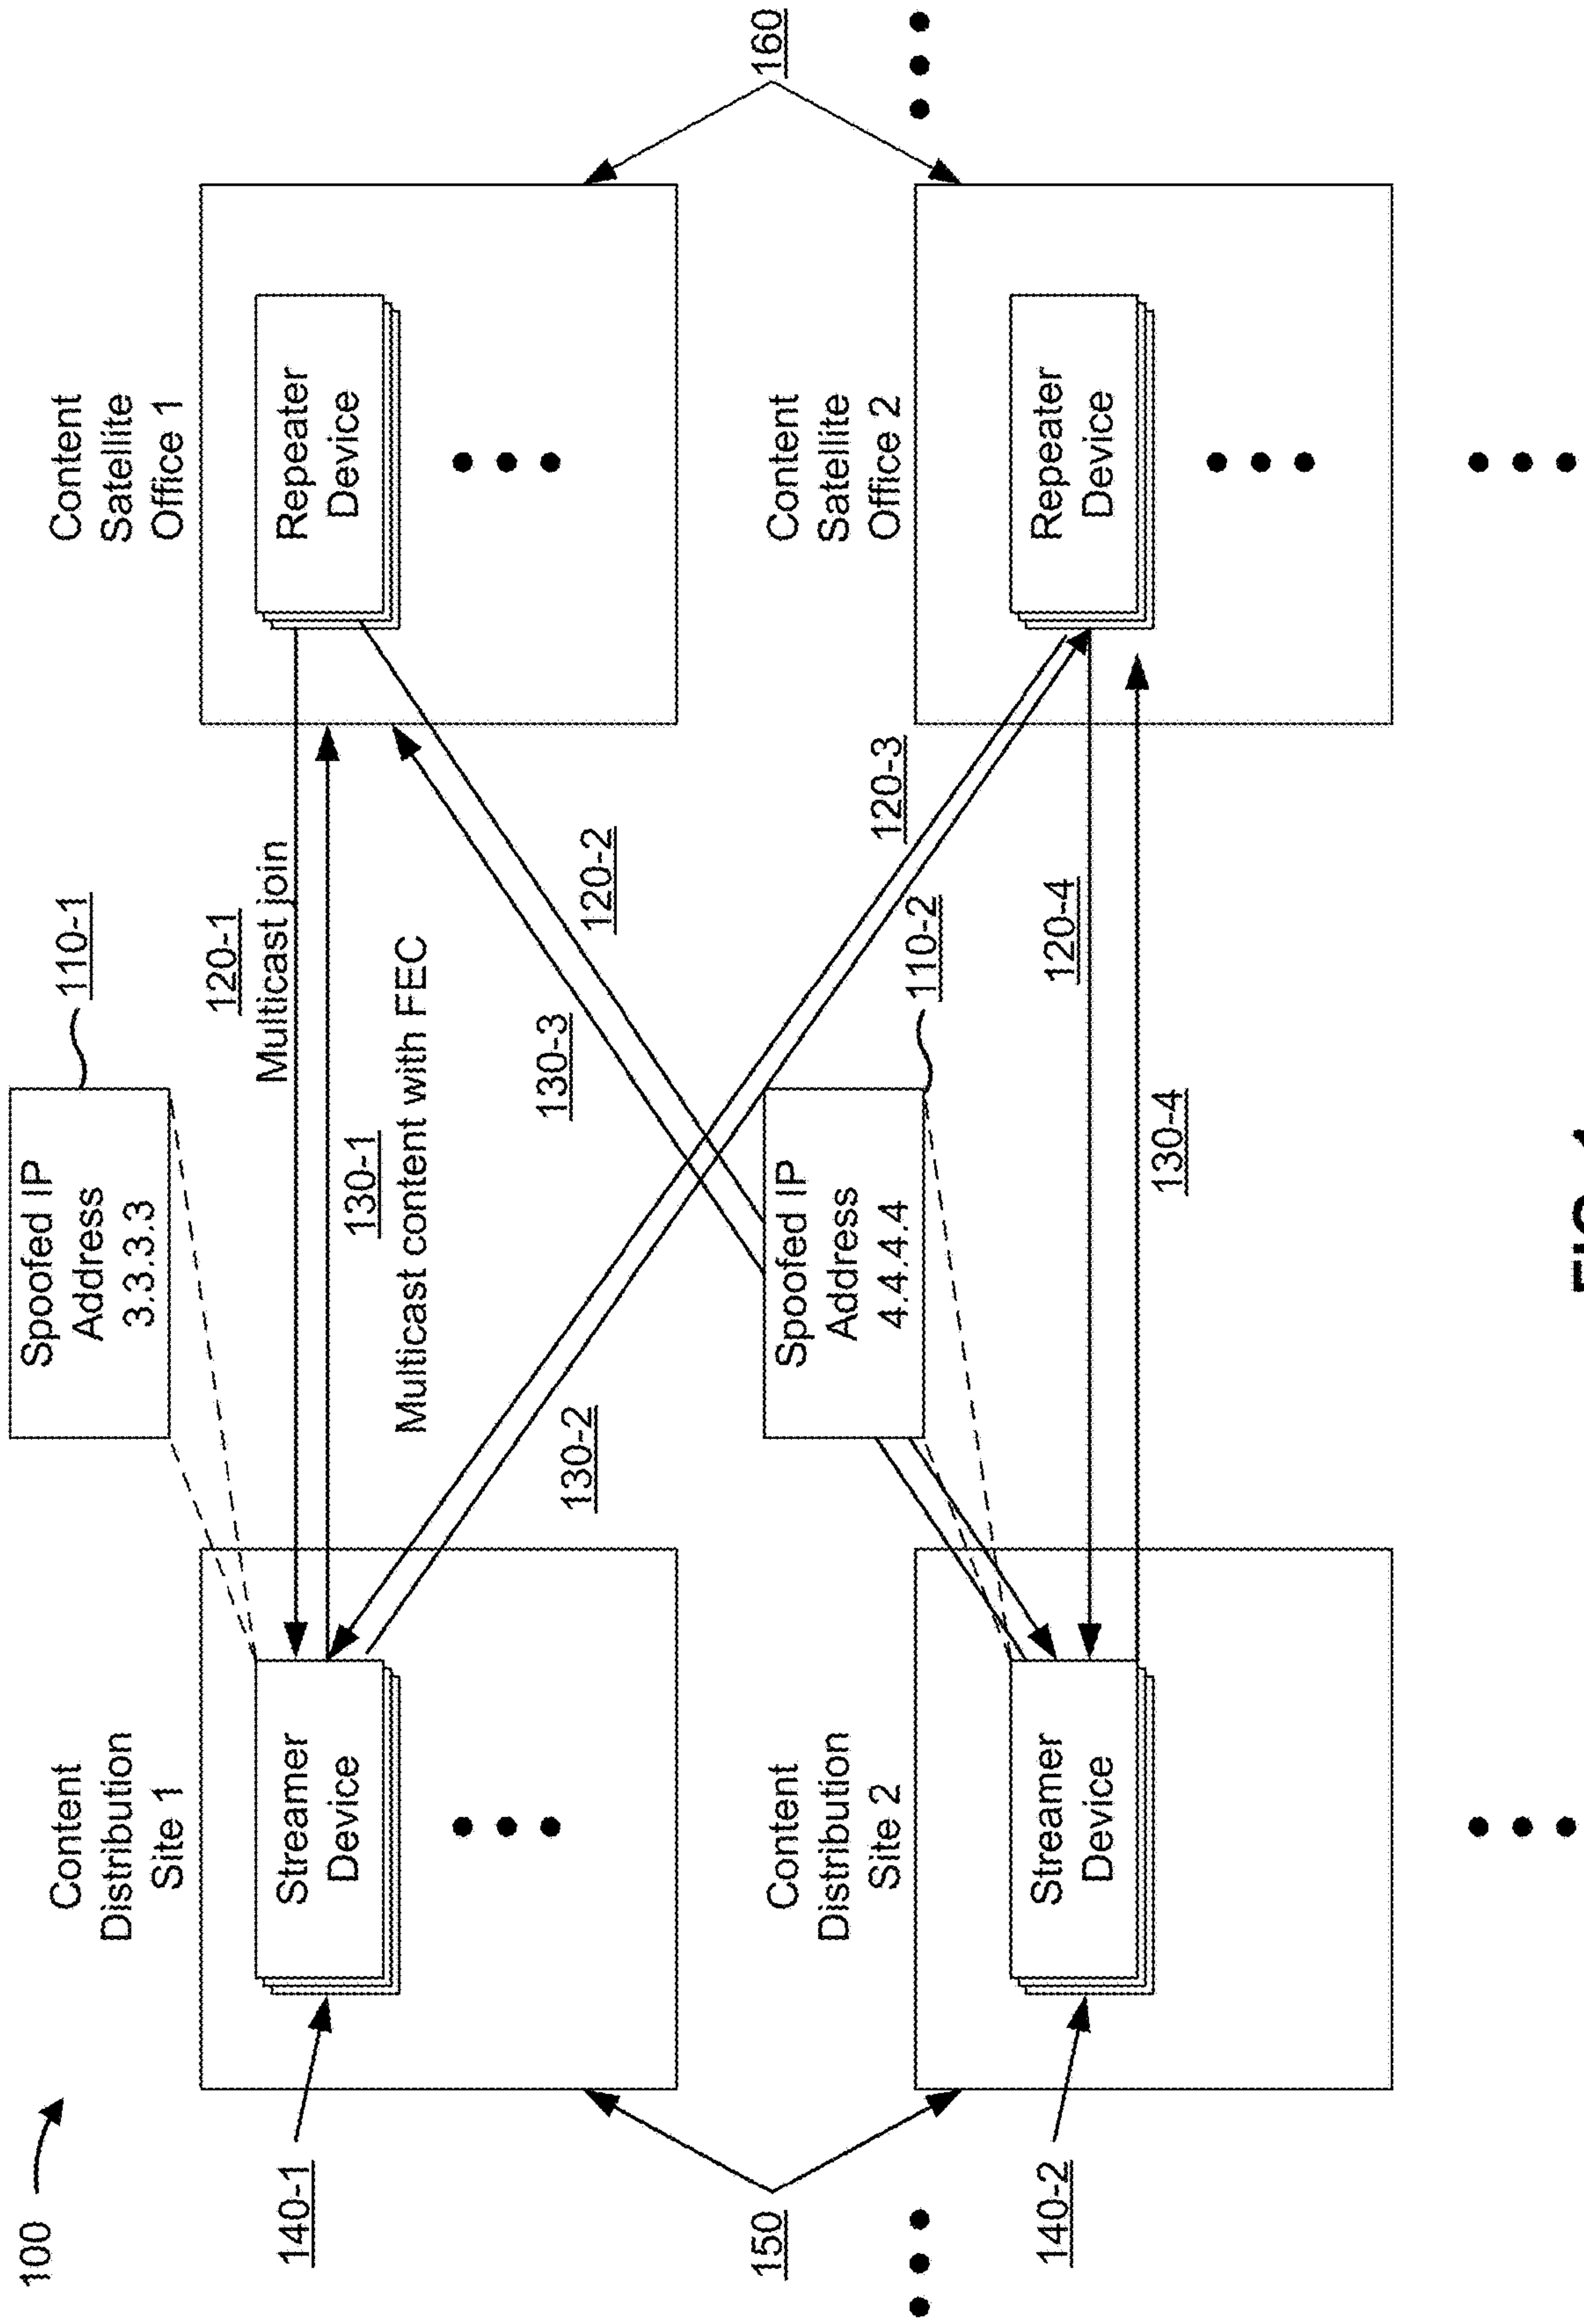 100
Content
Distribution
Site 1
Spoofed IP
Address
3.3.3.3
110-1
Content
Satellite
Office 1
120-1
Multicast join
140-1
Streamer
Device
Repeater
Device
130-1
Multicast content with FEC
130-2
130-3
120-2
150
Content
Distribution
Site 2
Spoofed IP
Address
4.4.4.4
110-2
120-3
Content
Satellite
Office 2
160
140-2
Streamer
Device
120-4
Repeater
Device
130-4
FIG. 1